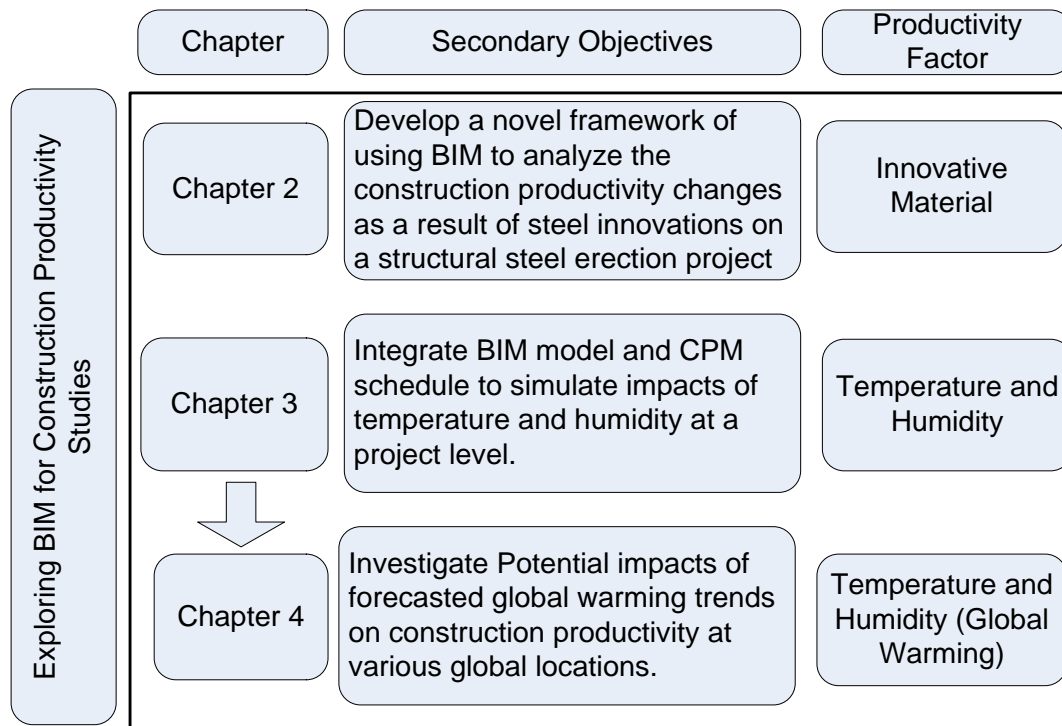 Chapter
Secondary Objectives
Productivity
Factor
Exploring BIM for Construction Productivity
Studies
Chapter 2
Develop a novel framework of
using BIM to analyze the
construction productivity changes
as a result of steel innovations on
a structural steel erection project
Innovative
Material
Chapter 3
Integrate BIM model and CPM
schedule to simulate impacts of
temperature and humidity at a
project level.
Temperature and
Humidity
Chapter 4
Investigate Potential impacts of
forecasted global warming trends
on construction productivity at
various global locations.
Temperature and
Humidity (Global
Warming)